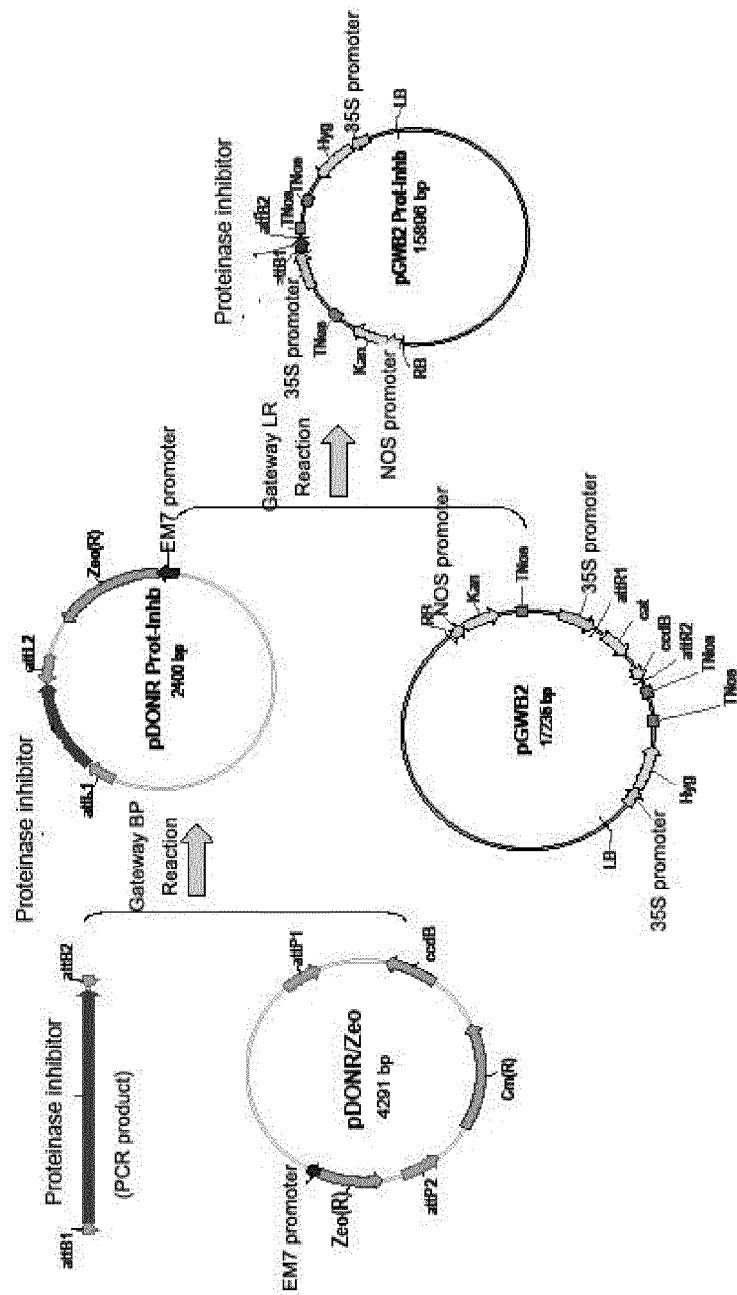 attB1
Proteinase inhibitor
attB2
(PCR product)
EM7 promoter
Zeo(R)
attP2
pDONR/Zeo
4291 bp
attP1
ccdB
Cm(R)
Gateway BP
Reaction
Proteinase inhibitor
attL1
attL2
Zeo(R)
EM7 promoter
pDONR Prot-Inhb
2400 bp
RB
NOS promoter
Kan
TNos
35S promoter
attR1
cat
ccdB
attR2
TNos
TNos
Hyg
35S promoter
LB
pGWB2
17236 bp
Gateway LR
Reaction
Proteinase inhibitor
attB1
attB2
TNos
TNos
Hyg
35S promoter
LB
35S promoter
TNos
Kan
NOS promoter
RB
pGWB2 Prot-Inhb
15896 bp